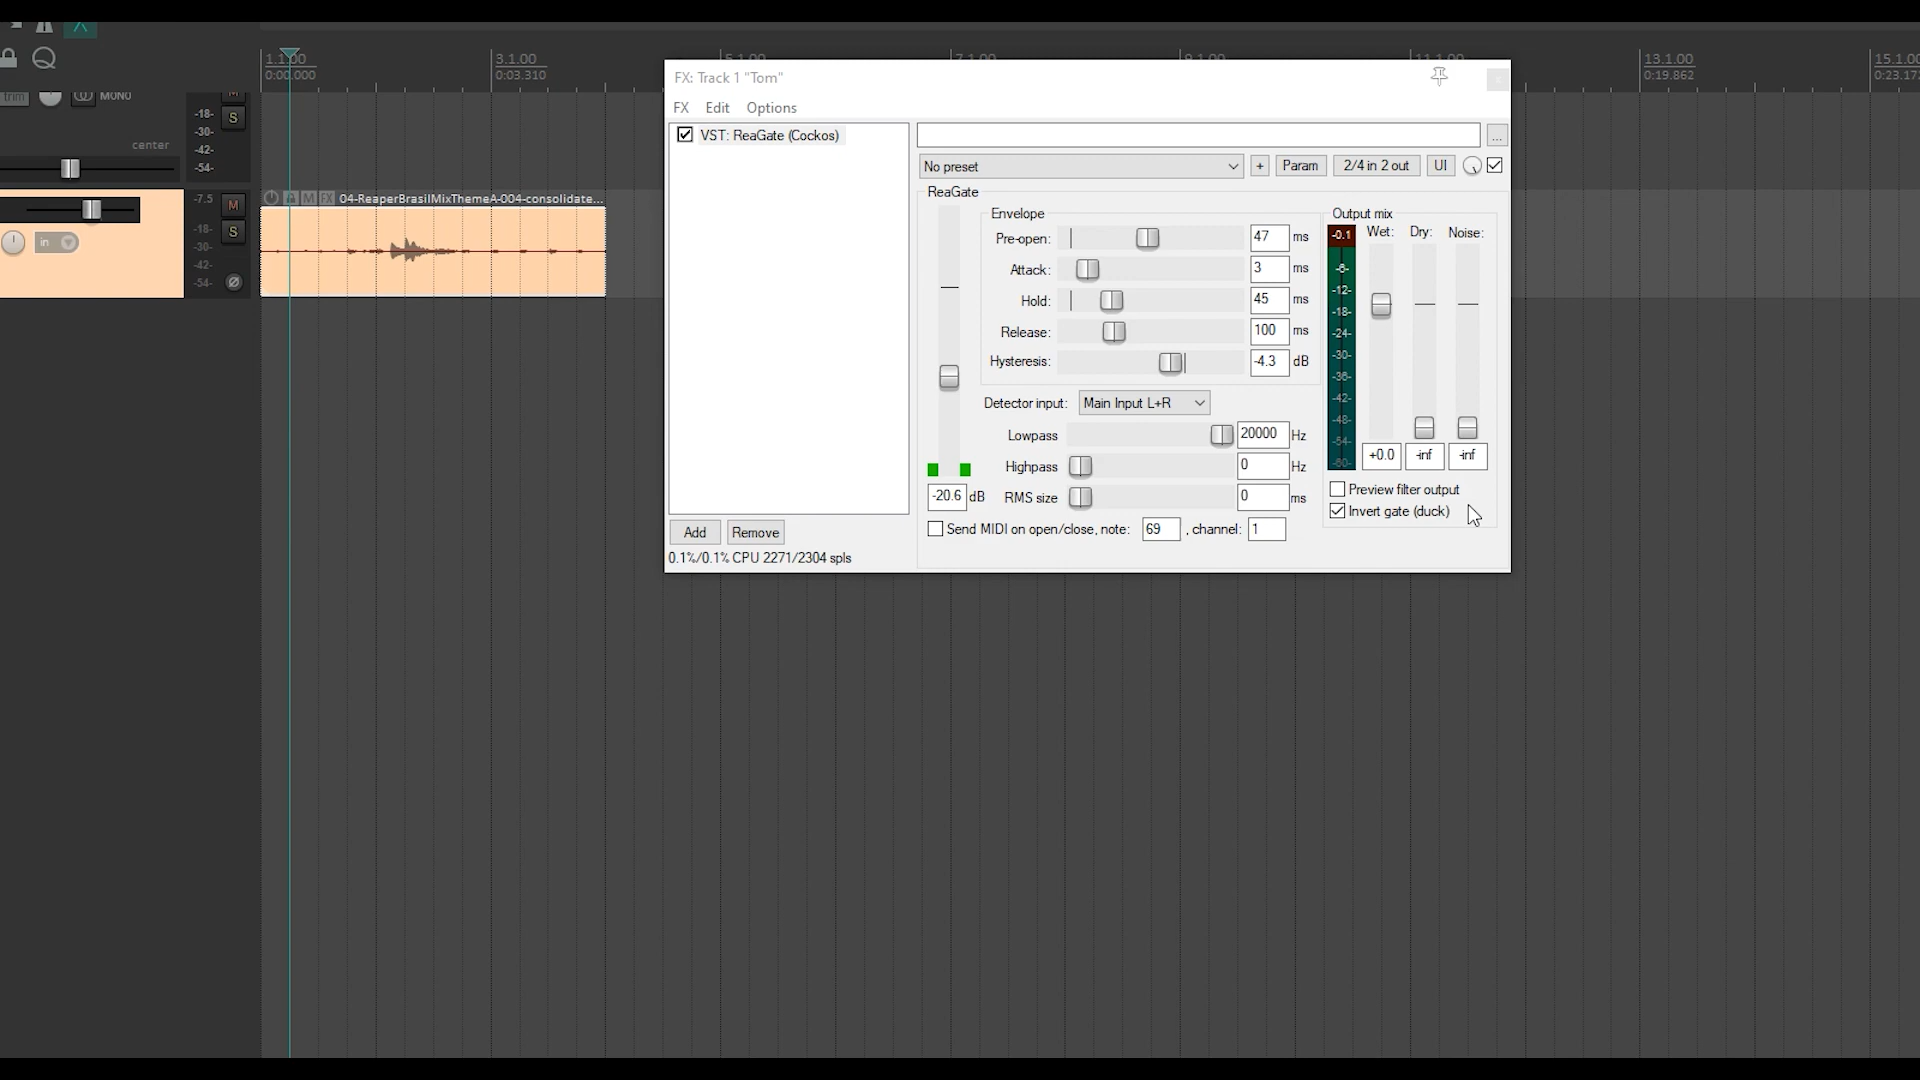 1.1.00 3.1.00 5.1.00 7.1.00 9.1.00 11.1.00 13.1.00 15.1.00
0:00.000 0:03.310 0:19.862
trim MONO M
-18- S
-30-
center -42-
-54-
-7.5 M
in -18- S
-30-
-42-
-54-
M FX 04-ReaperBrasilMixThemeA-004-consolidate...
FX: Track 1 "Tom"
FX Edit Options
VST: ReaGate (Cockos)
...
No preset + Param 2/4 in 2 out UI
ReaGate
Envelope
Pre-open: 47 ms
Attack: 3 ms
Hold: 45 ms
Release: 100 ms
Hysteresis: -4.3 dB
Detector input: Main Input L+R
Lowpass 20000 Hz
Highpass 0 Hz
-20.6 dB RMS size 0 ms
Send MIDI on open/close, note: 69 , channel: 1
Output mix
-0.1 Wet: Dry: Noise:
-6-
-12-
-18-
-24-
-30-
-36-
-42-
-48-
-54-
-60-
+0.0 -inf -inf
Preview filter output
Invert gate (duck)
Add Remove
0.1%/0.1% CPU 2271/2304 spls